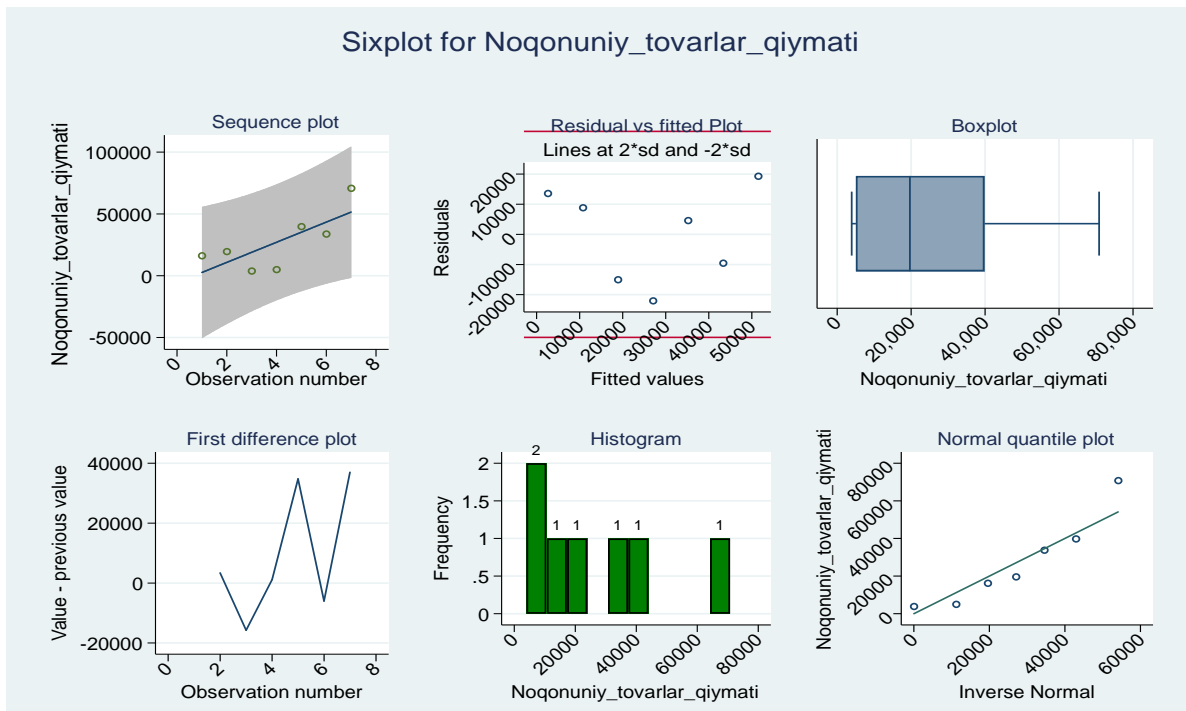 Sixplot for Noqonuniy_tovarlar_qiymati
Sequence plot
Noqonuniy_tovarlar_qiymati
100000
50000
0
-50000
0 2 4 6 8
Observation number
Residual vs fitted Plot
Lines at 2*sd and -2*sd
Residuals
20000
10000
0
-10000
-20000
0 10000 20000 30000 40000 50000
Fitted values
Boxplot
0 20,000 40,000 60,000 80,000
Noqonuniy_tovarlar_qiymati
First difference plot
Value - previous value
40000
20000
0
-20000
0 2 4 6 8
Observation number
Histogram
Frequency
2
1.5
1
.5
0
2 1 1 1 1 1
0 20000 40000 60000 80000
Noqonuniy_tovarlar_qiymati
Normal quantile plot
Noqonuniy_tovarlar_qiymati
80000
60000
40000
20000
0
0 20000 40000 60000
Inverse Normal